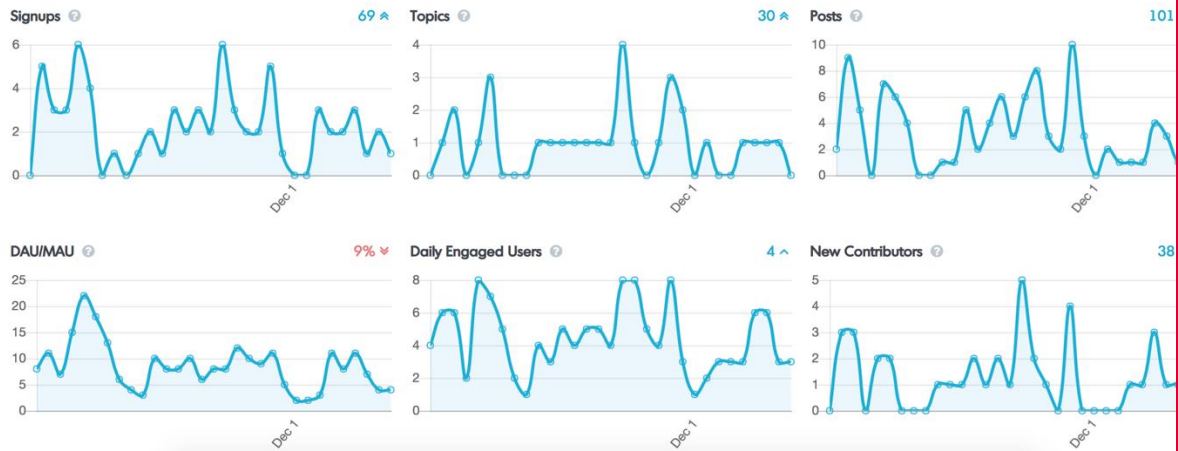 Signups ? 69
Topics ? 30
Posts ? 101
6
4
2
0
Dec 1
4
3
2
1
0
Dec 1
10
8
6
4
2
0
Dec 1
DAU/MAU ? 9%
Daily Engaged Users ? 4
New Contributors ? 38
25
20
15
10
5
0
Dec 1
8
6
4
2
0
Dec 1
5
4
3
2
1
0
Dec 1